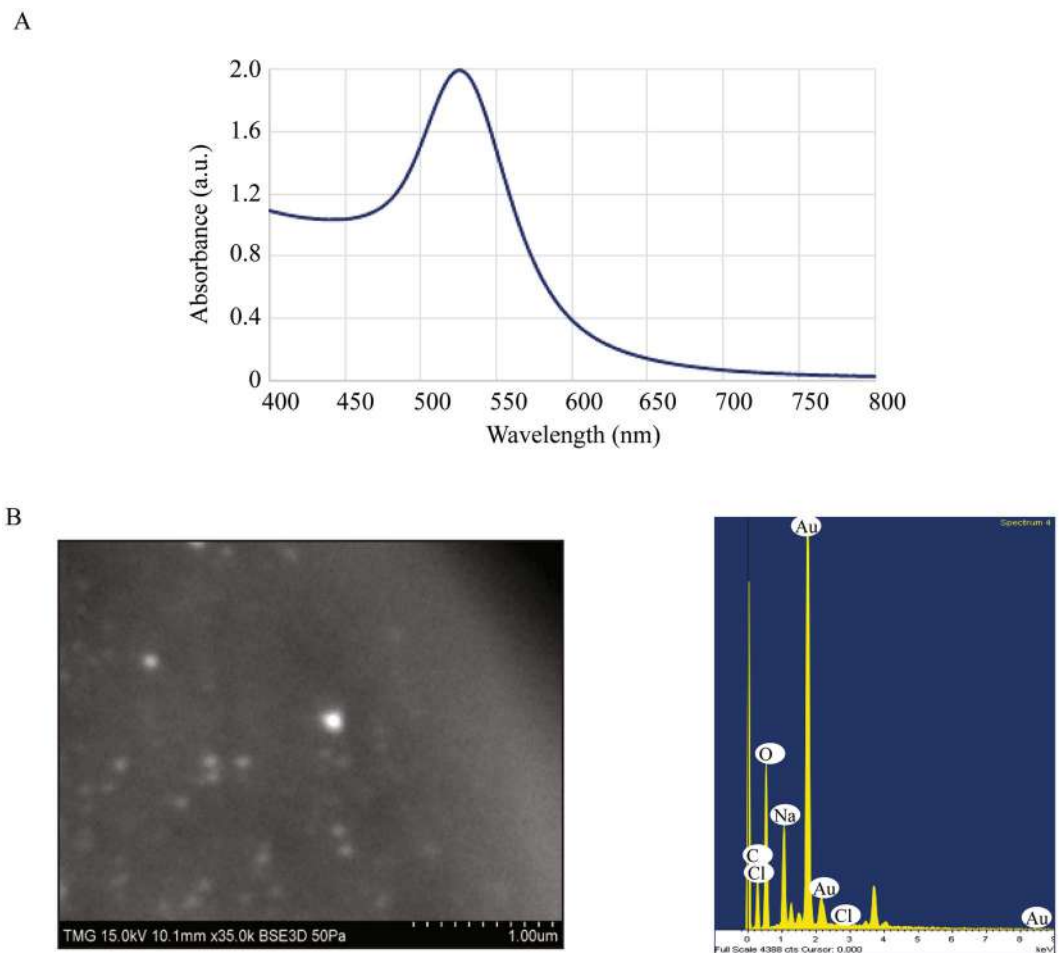 A
2.0
1.6
1.2
0.8
0.4
0
Absorbance (a.u.)
400 450 500 550 600 650 700 750 800
Wavelength (nm)
B
TMG 15.0kV 10.1mm x35.0k BSE3D 50Pa 1.00um
Spectrum 4
Au
O
Na
C
Cl
Au
Cl
Au
0 1 2 3 4 5 6 7 8 9
Full Scale 4388 cts Cursor: 0.000 keV